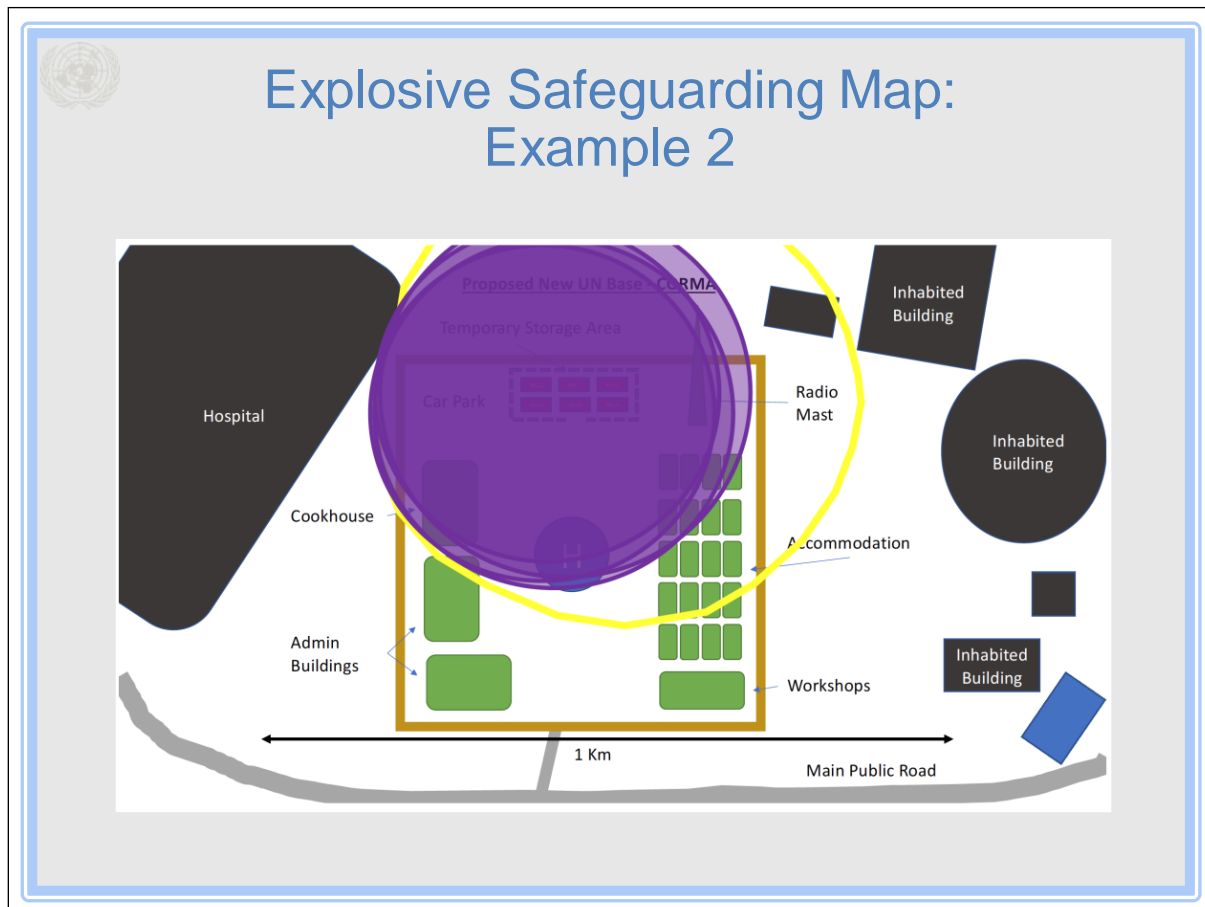 Explosive Safeguarding Map:
Example 2
Proposed New UN Base - CORMA
Temporary Storage Area
Inhabited
Building
Car Park
Radio
Mast
Hospital
Inhabited
Building
Cookhouse
H
Accommodation
Admin
Buildings
Inhabited
Building
Workshops
1 Km
Main Public Road